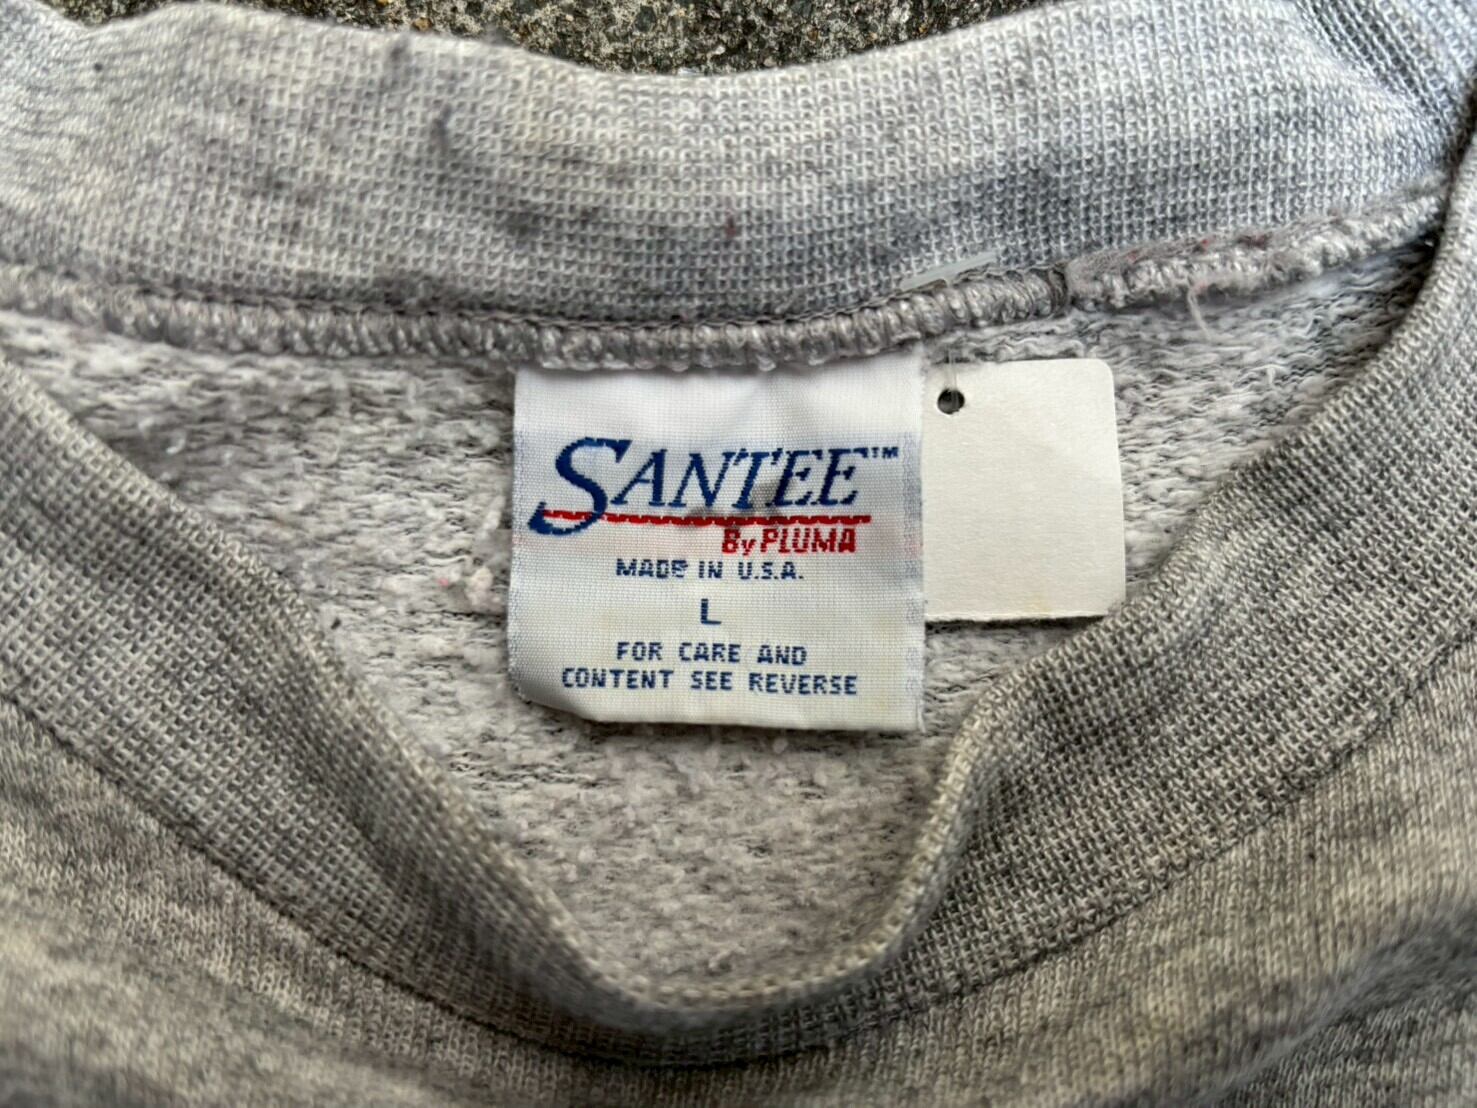 SANTEE™
By PLUMA
MADE IN U.S.A.
L
FOR CARE AND
CONTENT SEE REVERSE